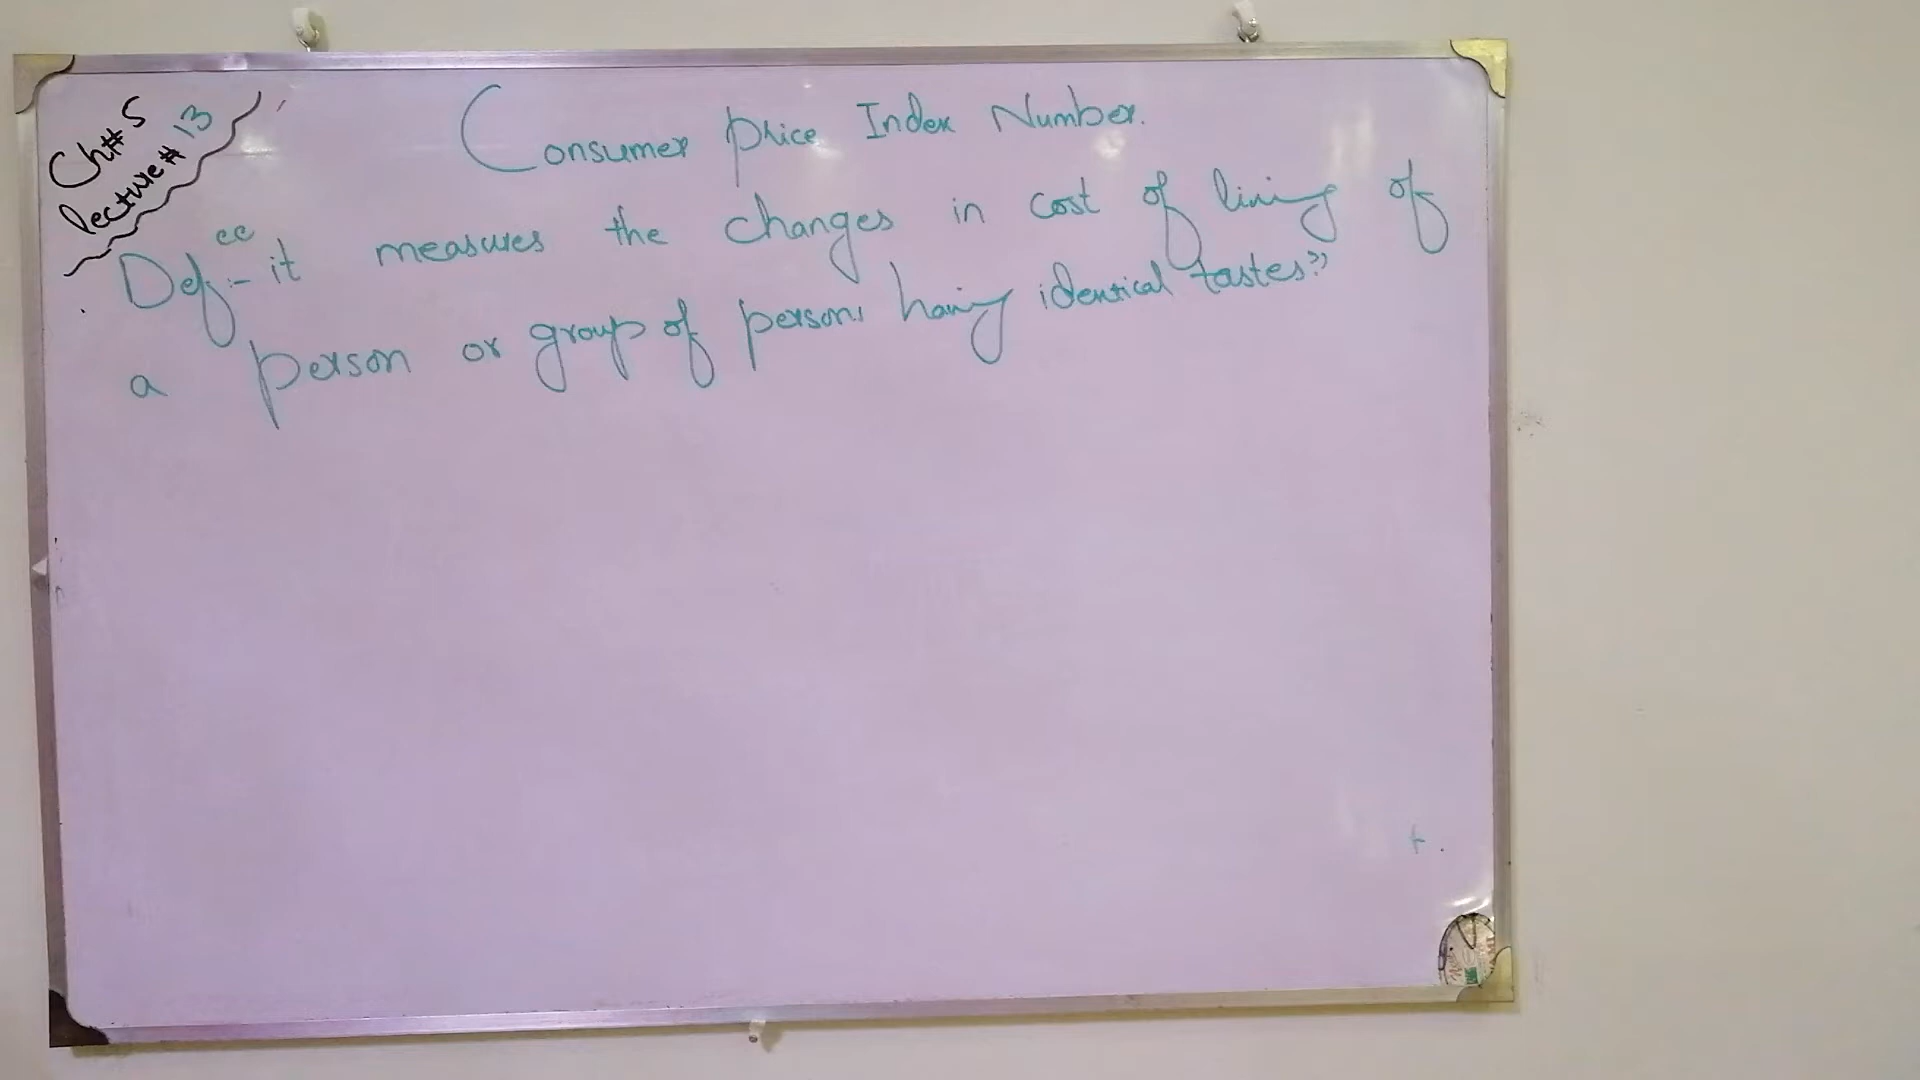 Ch# 5
lecture# 13
Consumer price Index Number.
Def:- “it measures the changes in cost of living of
a person or group of persons having identical tastes”